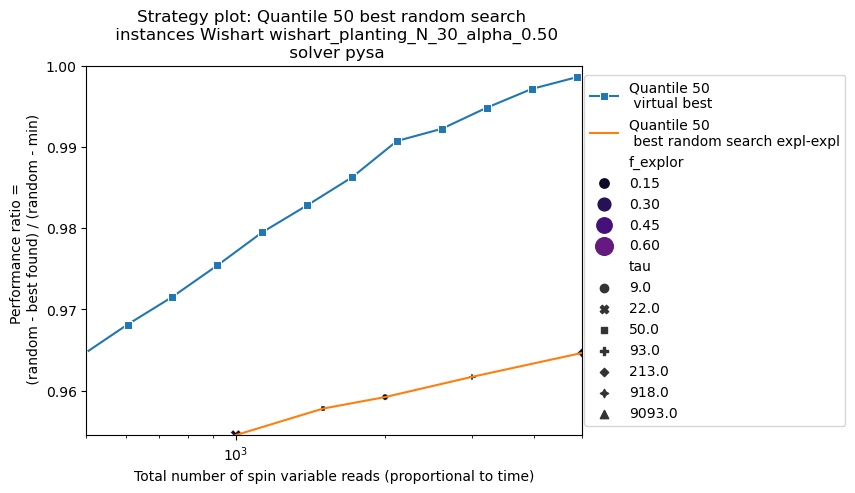 Strategy plot: Quantile 50 best random search
instances Wishart wishart_planting_N_30_alpha_0.50
solver pysa
1.00
0.99
0.98
0.97
0.96
Performance ratio =
(random - best found) / (random - min)
10^3
Total number of spin variable reads (proportional to time)
Quantile 50
virtual best
Quantile 50
best random search expl-expl
f_explor
0.15
0.30
0.45
0.60
tau
9.0
22.0
50.0
93.0
213.0
918.0
9093.0